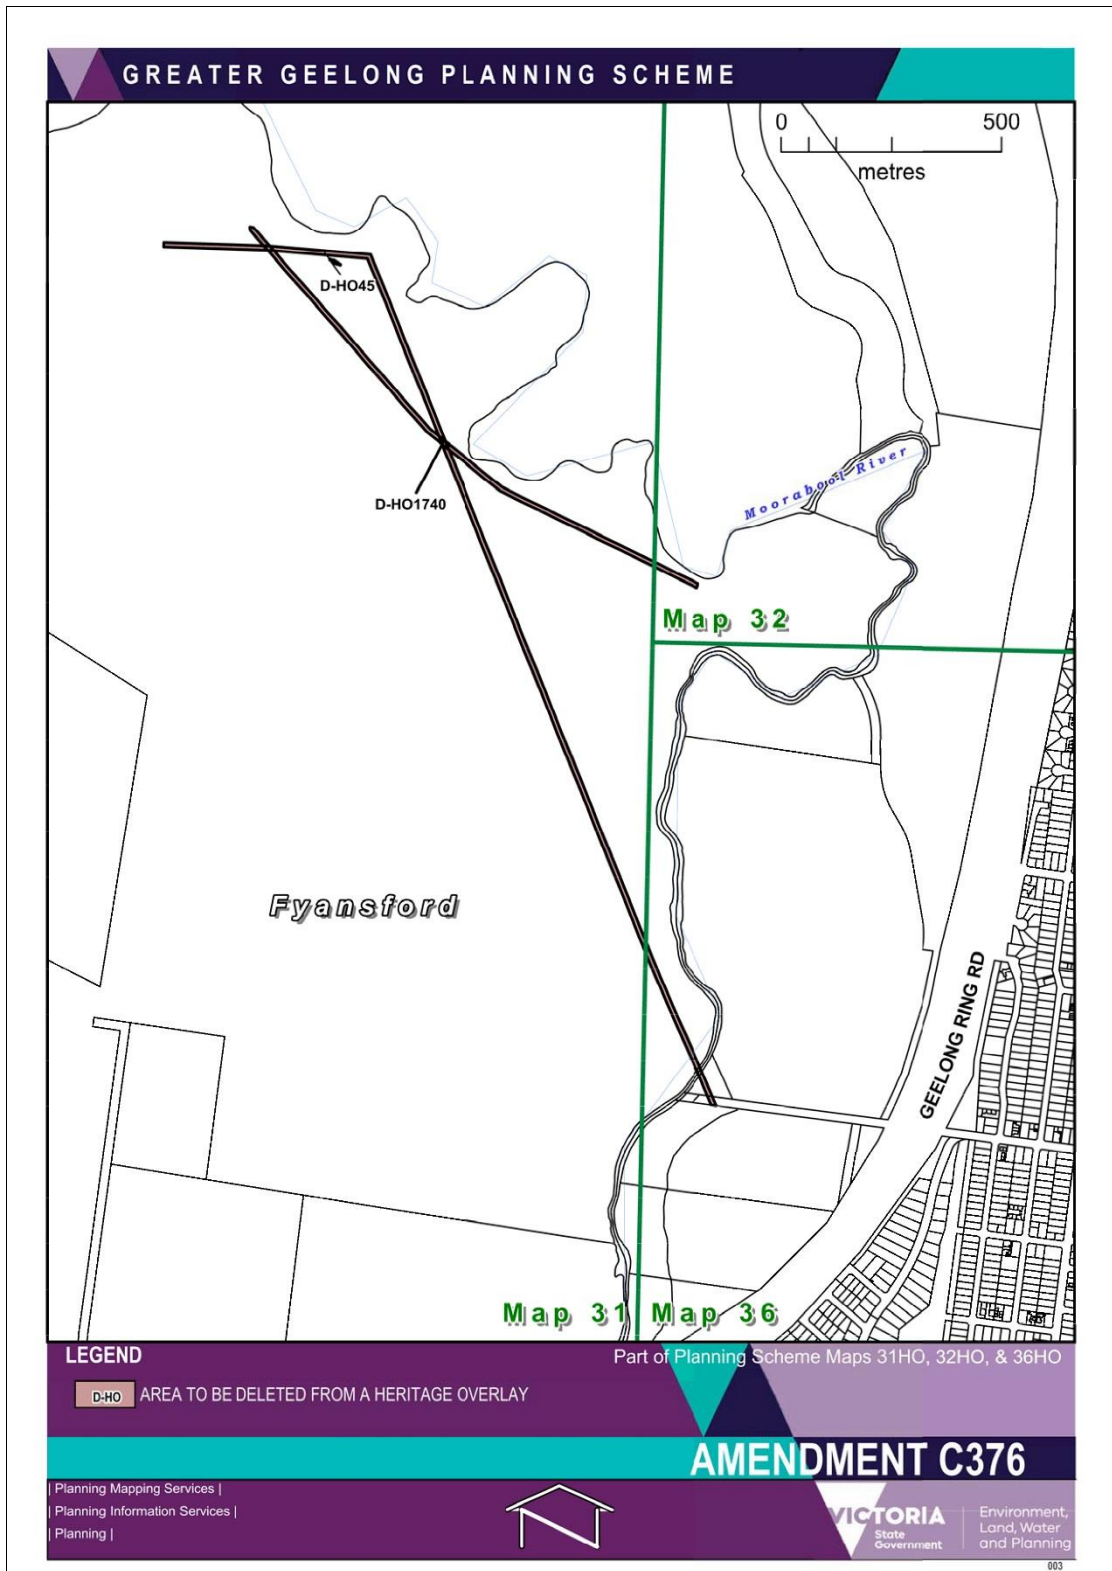 GREATER GEELONG PLANNING SCHEME
0 500
metres
D-HO45
D-HO1740
Moorabool River
Map 32
Fyansford
GEELONG RING RD
Map 31 Map 36
LEGEND
Part of Planning Scheme Maps 31HO, 32HO, & 36HO
D-HO AREA TO BE DELETED FROM A HERITAGE OVERLAY
AMENDMENT C376
| Planning Mapping Services |
| Planning Information Services |
| Planning |
VICTORIA
State
Government
Environment,
Land, Water
and Planning
003